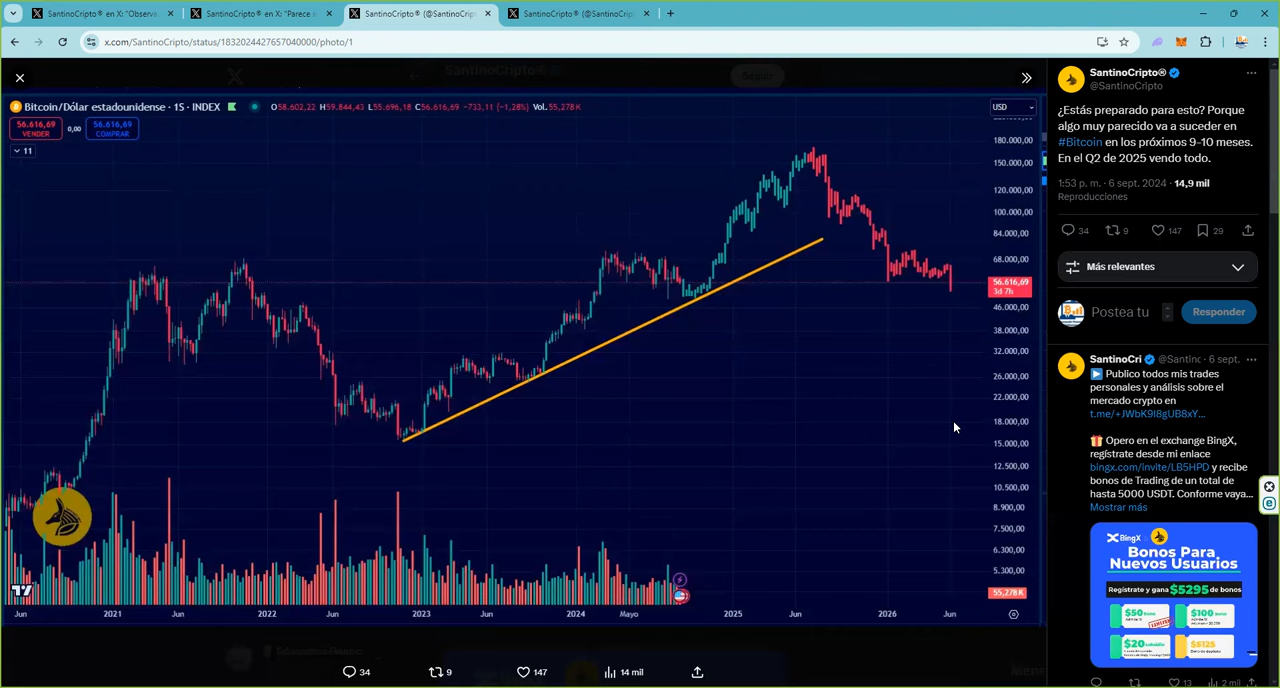 SantinoCripto® en X: "Observa
SantinoCripto® en X: "Parece s
SantinoCripto® (@SantinoCript
SantinoCripto® (@SantinoCript
x.com/SantinoCripto/status/1832024427657040000/photo/1
Bitcoin/Dólar estadounidense · 1S · INDEX
O58.602,22 H59.844,43 L55.696,18 C56.616,69 −733,11 (−1,28%) Vol.55,278K
56.616,69
VENDER
0,00
56.616,69
COMPRAR
11
USD
180.000,00
150.000,00
120.000,00
100.000,00
84.000,00
68.000,00
56.616,69
3d 7h
46.000,00
38.000,00
32.000,00
26.000,00
22.000,00
18.000,00
15.000,00
12.500,00
10.500,00
8.900,00
7.500,00
6.300,00
5.300,00
55,278K
Jun 2021 Jun 2022 Jun 2023 Jun 2024 Mayo 2025 Jun 2026 Jun
34 9 147 14 mil
SantinoCripto®
@SantinoCripto
¿Estás preparado para esto? Porque
algo muy parecido va a suceder en
#Bitcoin en los próximos 9-10 meses.
En el Q2 de 2025 vendo todo.
1:53 p. m. · 6 sept. 2024 · 14,9 mil
Reproducciones
34 9 147 29
Más relevantes
Postea tu
Responder
SantinoCri @Santinc · 6 sept.
Publico todos mis trades
personales y análisis sobre el
mercado crypto en
t.me/+JWbK9I8gUB8xY...
Opero en el exchange BingX,
regístrate desde mi enlace
bingx.com/invite/LB5HPD y recibe
bonos de Trading de un total de
hasta 5000 USDT. Conforme vaya...
Mostrar más
BingX
Bonos Para
Nuevos Usuarios
Regístrate y gana $5295 de bonos
$50
$100
$20
$5125
13 2 mil